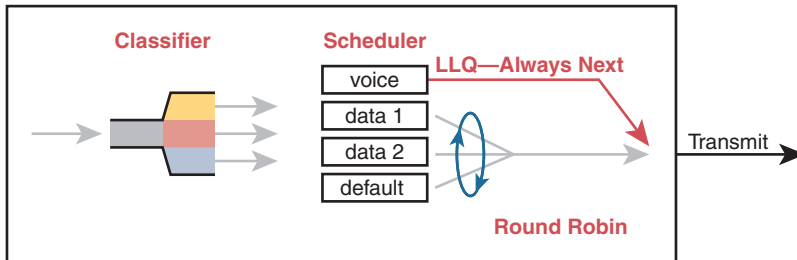 Classifier
Scheduler
LLQ—Always Next
voice
data 1
data 2
default
Round Robin
Transmit